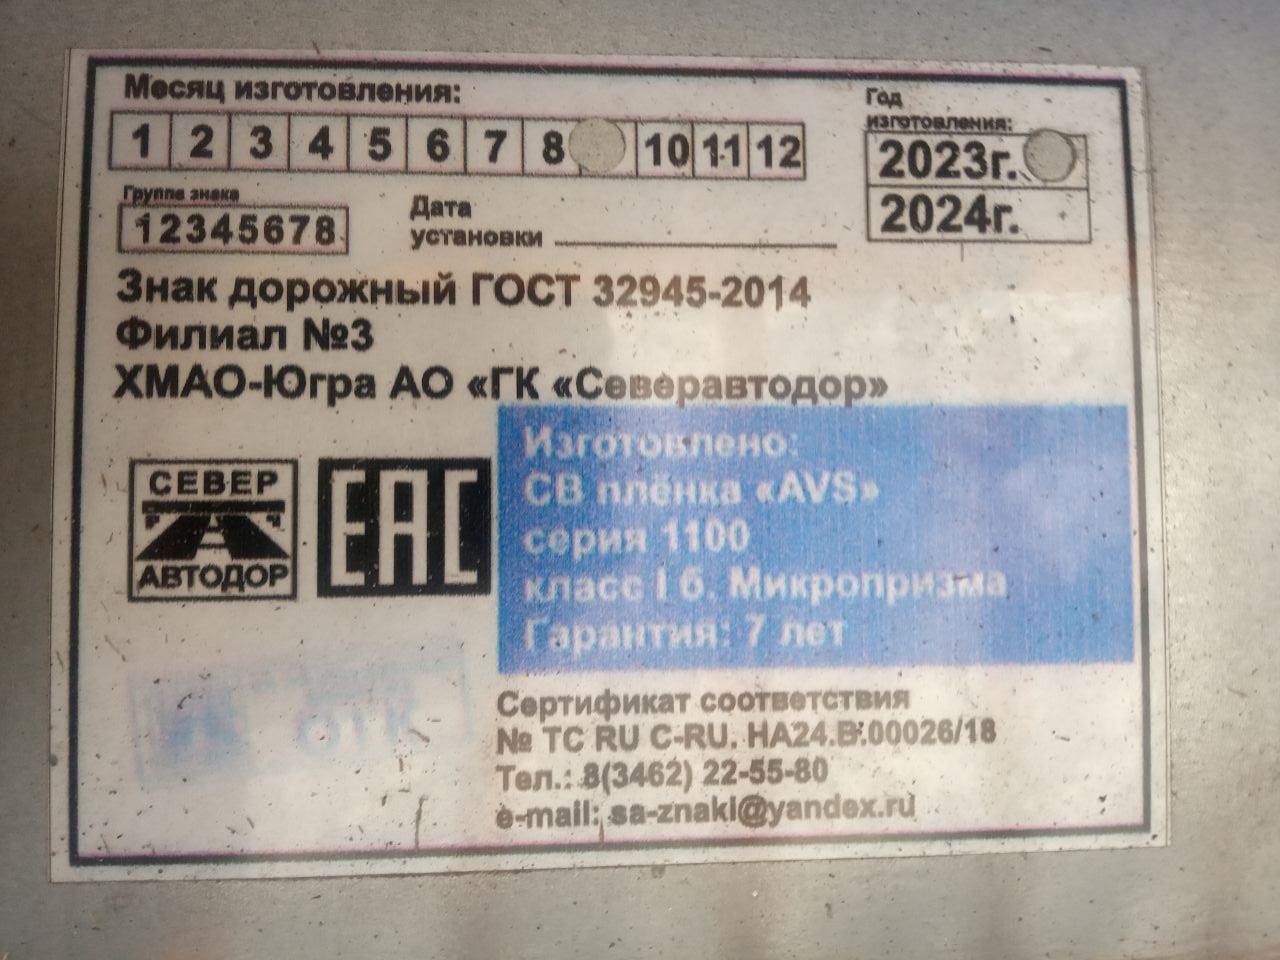 Месяц изготовления:
1 2 3 4 5 6 7 8 10 11 12
Год
изготовления:
2023г.
2024г.
Группа знака
12345678
Дата
установки
Знак дорожный ГОСТ 32945-2014
Филиал №3
ХМАО-Югра АО «ГК «Северавтодор»
СЕВЕР
АВТОДОР
ЕАС
Изготовлено:
СВ плёнка «AVS»
серия 1100
класс I б. Микропризма
Гарантия: 7 лет
Сертификат соответствия
№ ТС RU C-RU. НА24.В.00026/18
Тел.: 8(3462) 22-55-80
e-mail: sa-znaki@yandex.ru